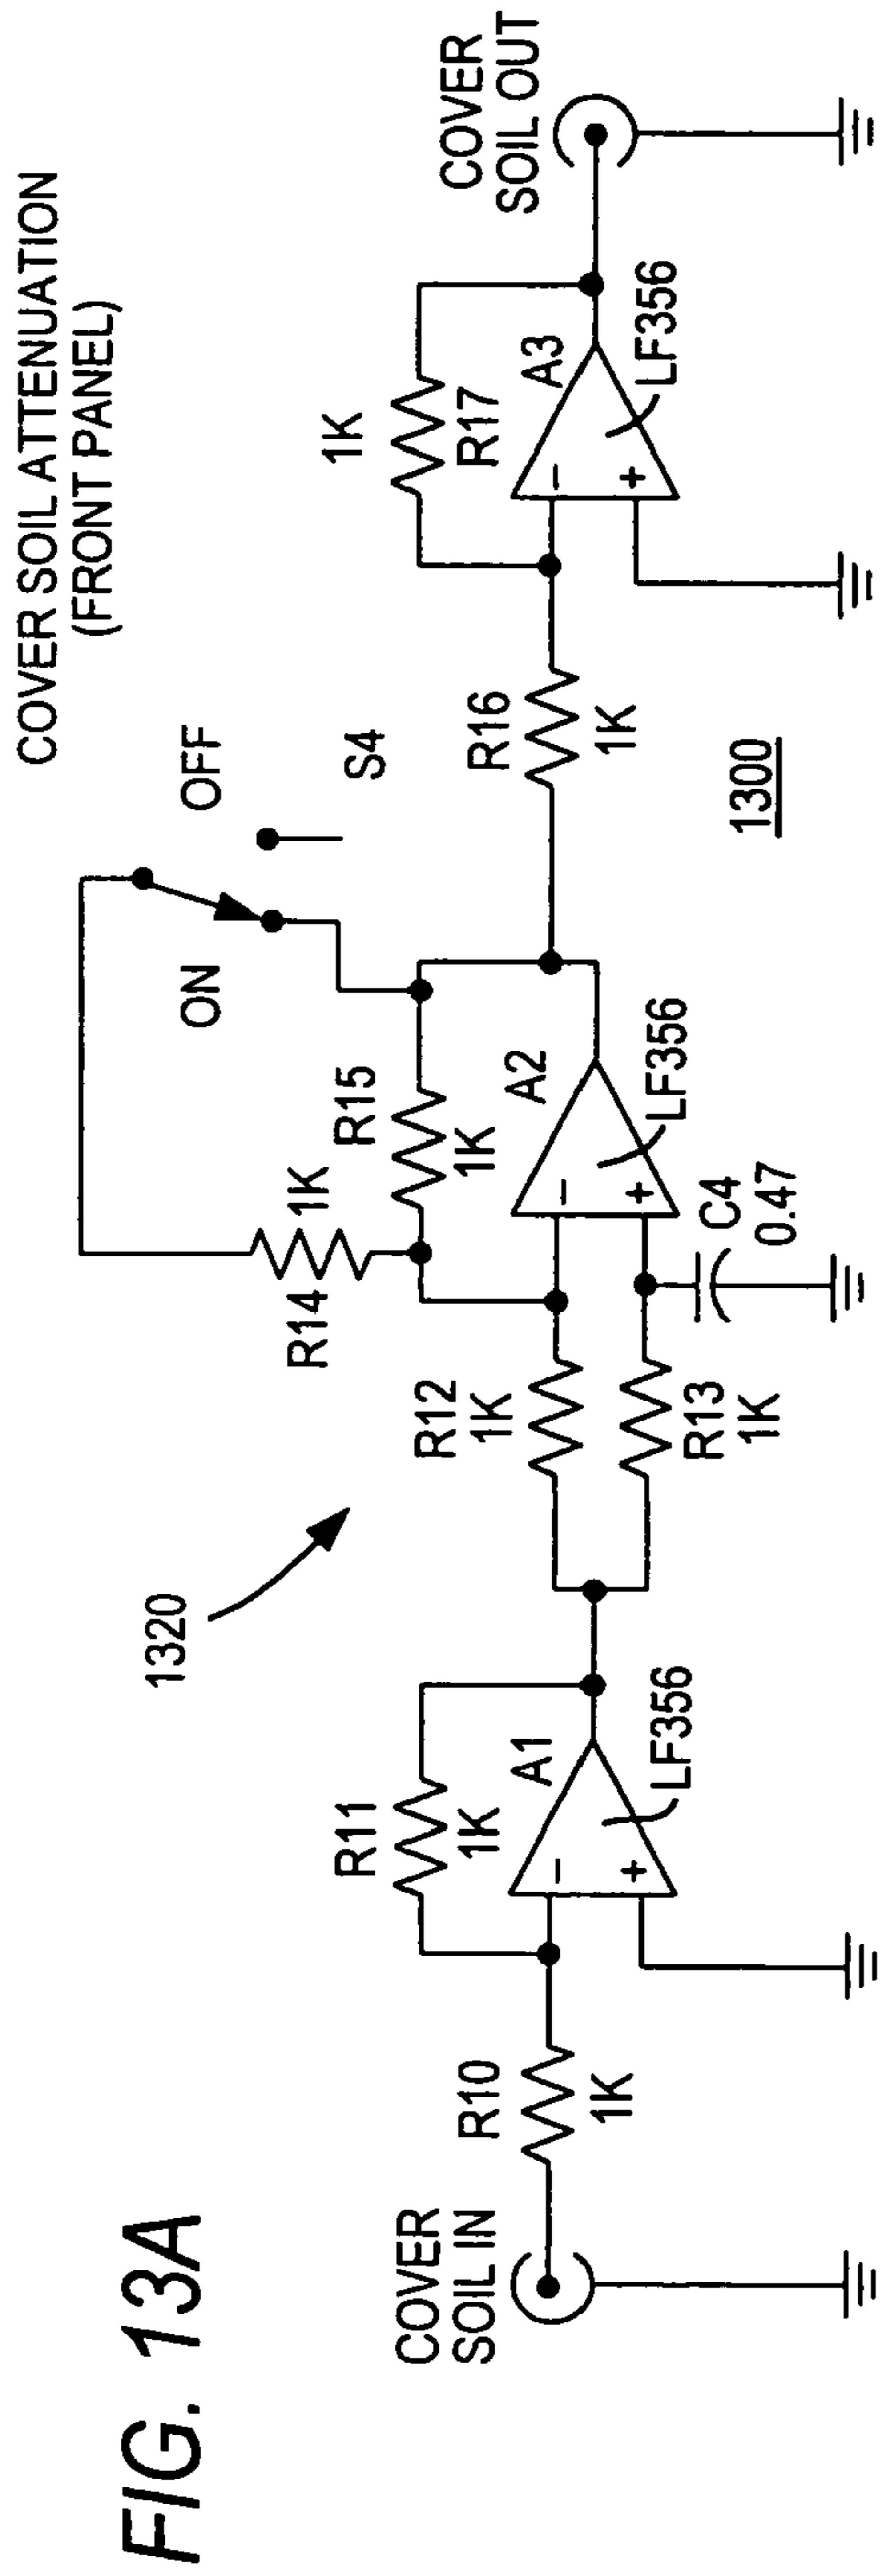 FIG. 13A
COVER SOIL ATTENUATION
(FRONT PANEL)
1320
ON
OFF
S4
R14
1K
R15
1K
R11
1K
R12
1K
R13
1K
1K
R17
COVER
SOIL IN
R10
1K
A1
−
+
LF356
A2
−
+
LF356
C4
0.47
R16
1K
A3
−
+
LF356
COVER
SOIL OUT
1300